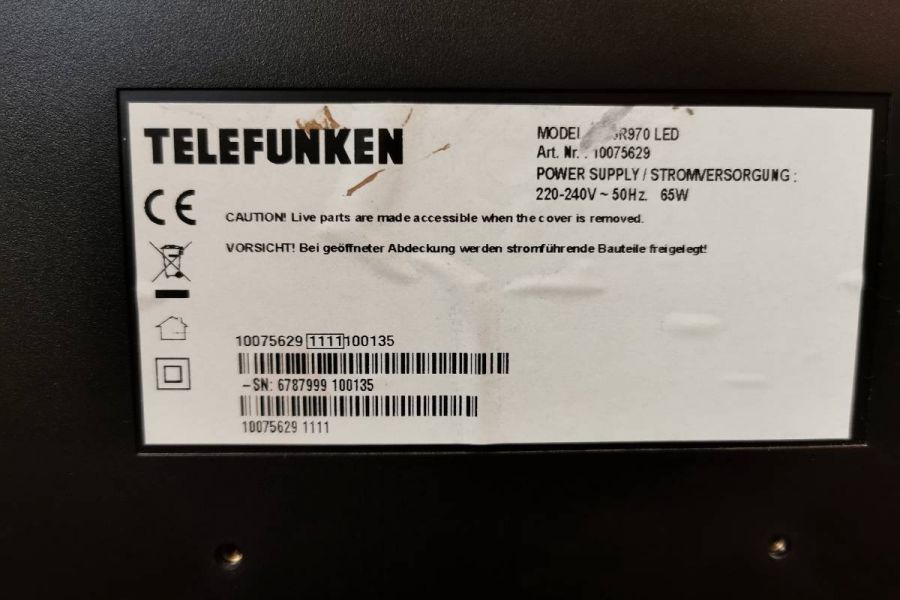 TELEFUNKEN
MODEL R970 LED
Art. Nr. : 10075629
POWER SUPPLY / STROMVERSORGUNG :
220-240V ~ 50Hz. 65W
CE
CAUTION! Live parts are made accessible when the cover is removed.
VORSICHT! Bei geöffneter Abdeckung werden stromführende Bauteile freigelegt!
10075629 1111 100135
-SN: 6787999 100135
10075629 1111